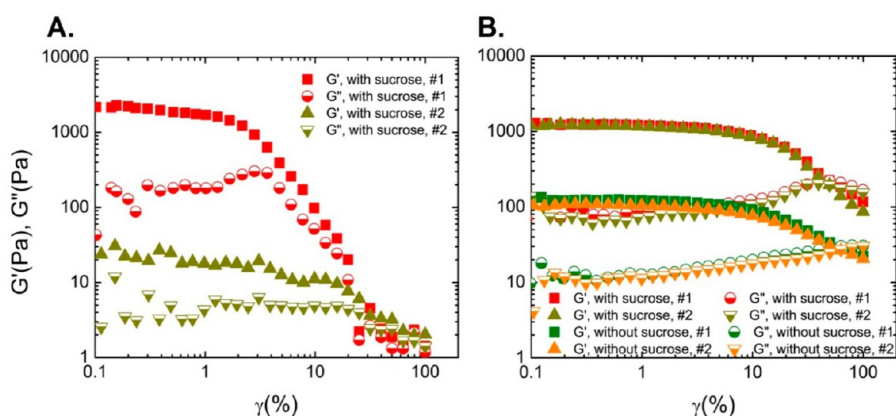 A.
B.
G'(Pa), G"(Pa)
10000
1000
100
10
1
0.1 1 10 100
γ(%)
G', with sucrose, #1
G", with sucrose, #1
G', with sucrose, #2
G", with sucrose, #2
10000
1000
100
10
1
0.1 1 10 100
γ(%)
G', with sucrose, #1 G", with sucrose, #1
G', with sucrose, #2 G", with sucrose, #2
G', without sucrose, #1 G", without sucrose, #1
G', without sucrose, #2 G", without sucrose, #2